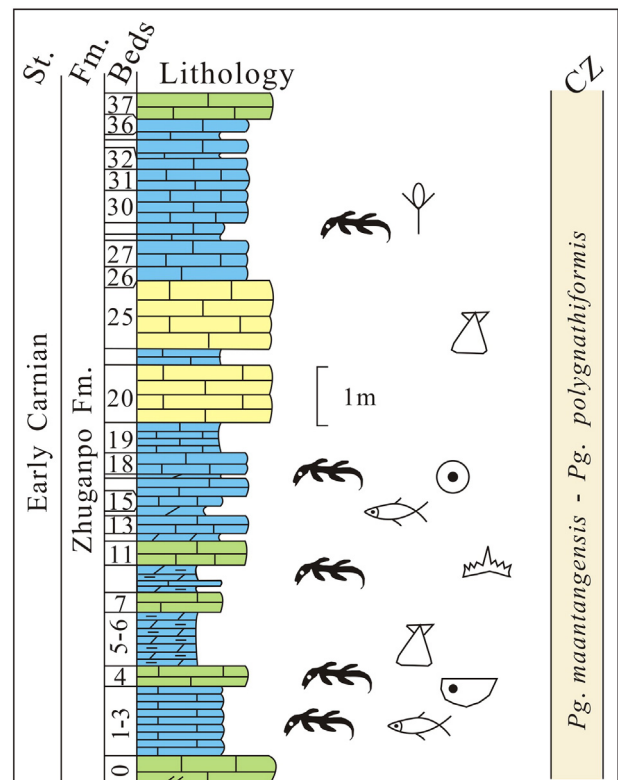 St.
Fm.
Beds
Lithology
CZ
37
36
32
31
30
27
26
25
20
19
18
15
13
11
7
5-6
4
1-3
0
1m
Early Carnian
Zhuganpo Fm.
Pg. maantangensis - Pg. polygnathiformis